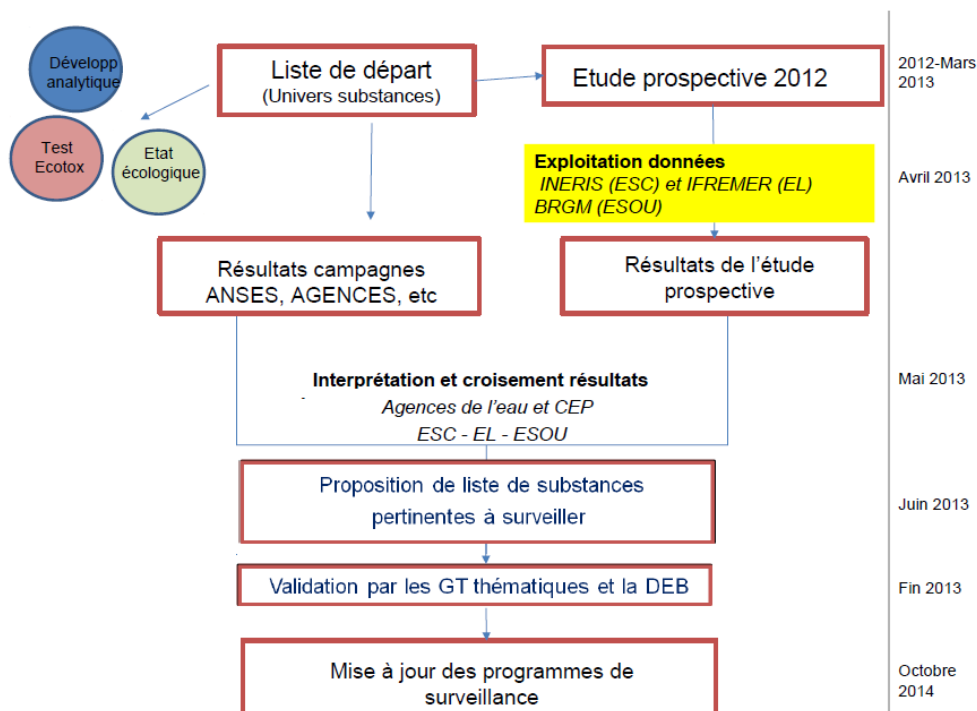 Développ
analytique
Test
Ecotox
Etat
écologique
Liste de départ
(Univers substances)
Etude prospective 2012
2012-Mars
2013
Exploitation données
INERIS (ESC) et IFREMER (EL)
BRGM (ESOU)
Avril 2013
Résultats campagnes
ANSES, AGENCES, etc
Résultats de l'étude
prospective
Interprétation et croisement résultats
Agences de l'eau et CEP
ESC - EL - ESOU
Mai 2013
Proposition de liste de substances
pertinentes à surveiller
Juin 2013
Validation par les GT thématiques et la DEB
Fin 2013
Mise à jour des programmes de
surveillance
Octobre
2014